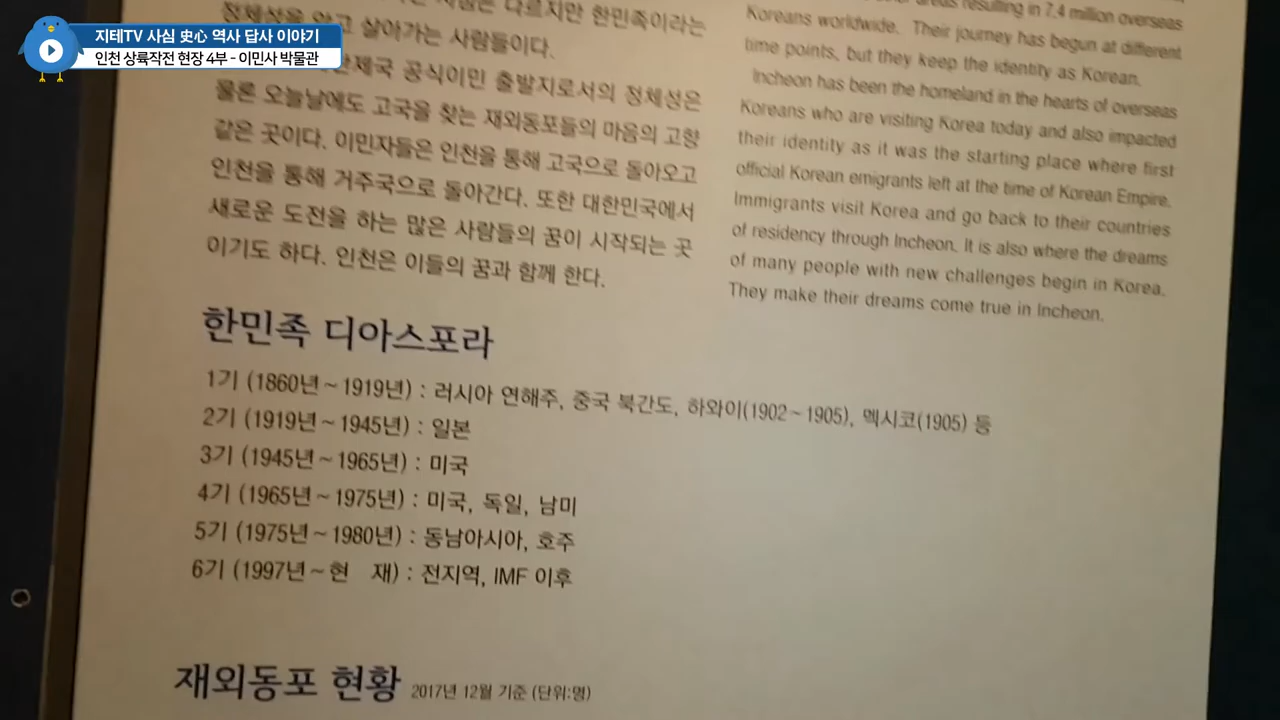 지테TV 사심 史心 역사 답사 이야기
인천 상륙작전 현장 4부 - 이민사 박물관
다르지만 한민족이라는
정체성을 안고 살아가는 사람들이다.
공식이민 출발지로서의 정체성은
물론 오늘날에도 고국을 찾는 재외동포들의 마음의 고향
같은 곳이다. 이민자들은 인천을 통해 고국으로 돌아오고
인천을 통해 거주국으로 돌아간다. 또한 대한민국에서
새로운 도전을 하는 많은 사람들의 꿈이 시작되는 곳
이기도 하다. 인천은 이들의 꿈과 함께 한다.
areas resulting in 7.4 million overseas
Koreans worldwide. Their journey has begun at different
time points, but they keep the identity as Korean.
Incheon has been the homeland in the hearts of overseas
Koreans who are visiting Korea today and also impacted
their identity as it was the starting place where first
official Korean emigrants left at the time of Korean Empire.
Immigrants visit Korea and go back to their countries
of residency through Incheon. It is also where the dreams
of many people with new challenges begin in Korea.
They make their dreams come true in Incheon.
한민족 디아스포라
1기 (1860년~1919년) : 러시아 연해주, 중국 북간도, 하와이(1902~1905), 멕시코(1905) 등
2기 (1919년~1945년) : 일본
3기 (1945년~1965년) : 미국
4기 (1965년~1975년) : 미국, 독일, 남미
5기 (1975년~1980년) : 동남아시아, 호주
6기 (1997년~현 재) : 전지역, IMF 이후
재외동포 현황 2017년 12월 기준 (단위:명)